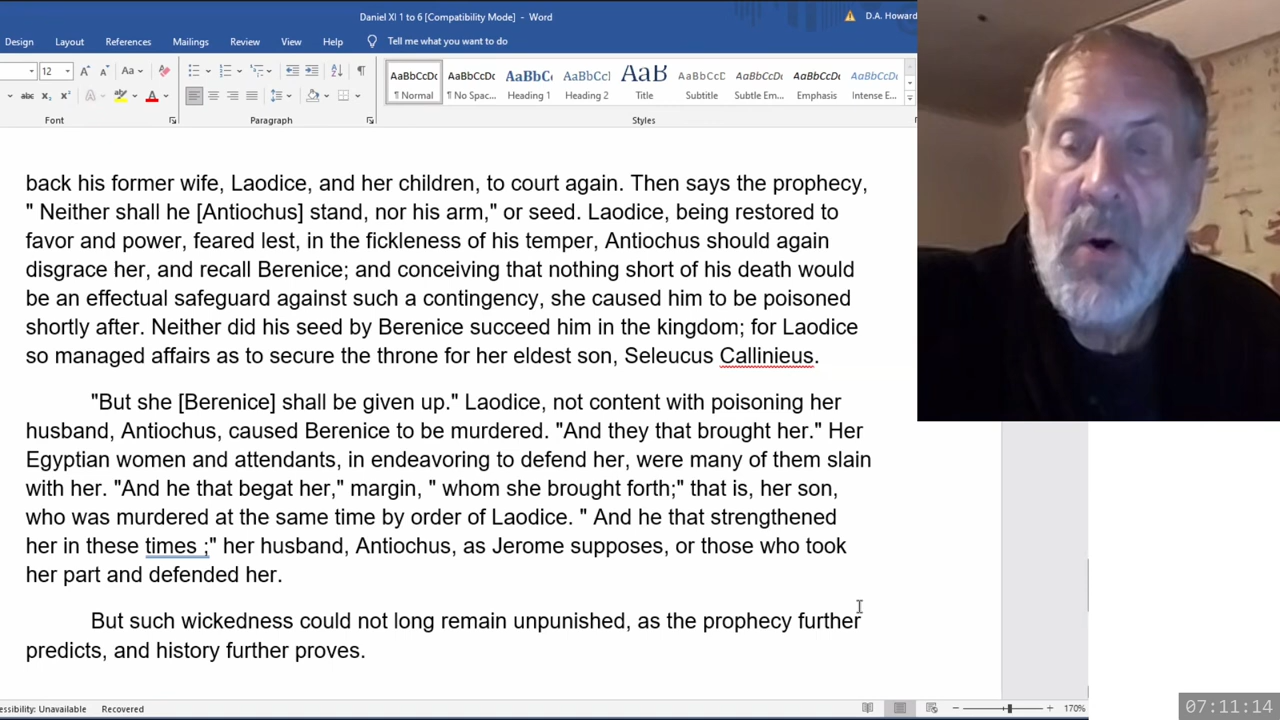 Daniel XI 1 to 6 [Compatibility Mode] - Word
D.A. Howard
Design Layout References Mailings Review View Help Tell me what you want to do
12 Aa
AaBbCcDc AaBbCcDc AaBbC AaBbCcI AaB AaBbCcD AaBbCcDc AaBbCcDc AaBbCcDc
abc x x A ab A ¶ Normal ¶ No Spac... Heading 1 Heading 2 Title Subtitle Subtle Em... Emphasis Intense E...
Font Paragraph Styles
back his former wife, Laodice, and her children, to court again. Then says the prophecy,
" Neither shall he [Antiochus] stand, nor his arm," or seed. Laodice, being restored to
favor and power, feared lest, in the fickleness of his temper, Antiochus should again
disgrace her, and recall Berenice; and conceiving that nothing short of his death would
be an effectual safeguard against such a contingency, she caused him to be poisoned
shortly after. Neither did his seed by Berenice succeed him in the kingdom; for Laodice
so managed affairs as to secure the throne for her eldest son, Seleucus Callinieus.
"But she [Berenice] shall be given up." Laodice, not content with poisoning her
husband, Antiochus, caused Berenice to be murdered. "And they that brought her." Her
Egyptian women and attendants, in endeavoring to defend her, were many of them slain
with her. "And he that begat her," margin, " whom she brought forth;" that is, her son,
who was murdered at the same time by order of Laodice. " And he that strengthened
her in these times ;" her husband, Antiochus, as Jerome supposes, or those who took
her part and defended her.
But such wickedness could not long remain unpunished, as the prophecy further
predicts, and history further proves.
ssibility: Unavailable Recovered 170%
07:11:14